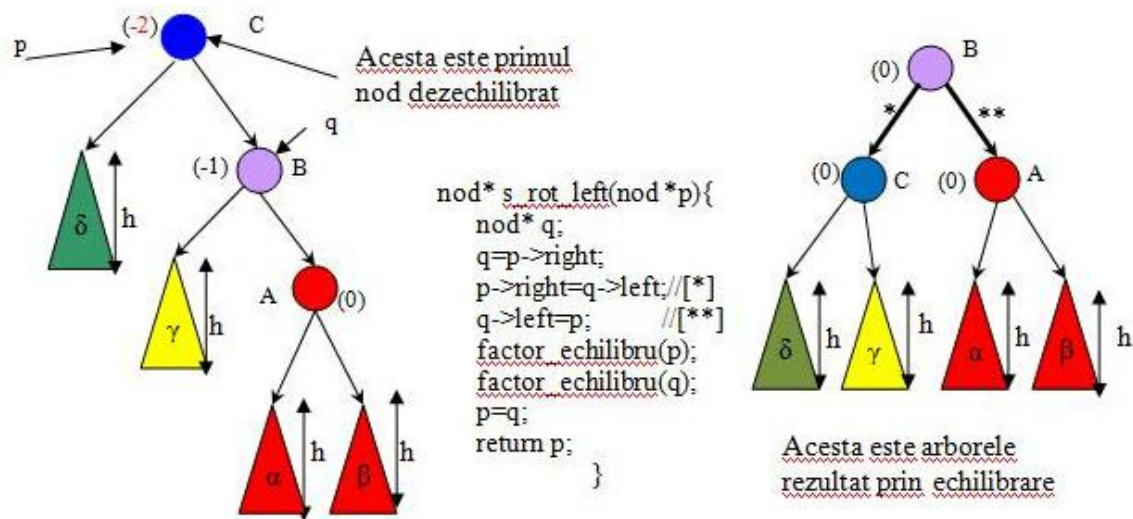 (-2)
C
p
Acesta este primul
nod dezechilibrat
q
(-1)
B
δ
h
γ
h
A
(0)
α
h
β
h
nod* s_rot_left(nod *p){
nod* q;
q=p->right;
p->right=q->left;//[*]
q->left=p; //[**]
factor_echilibru(p);
factor_echilibru(q);
p=q;
return p;
}
B
(0)
*
**
(0)
C
(0)
A
δ
h
γ
h
α
h
β
h
Acesta este arborele
rezultat prin echilibrare